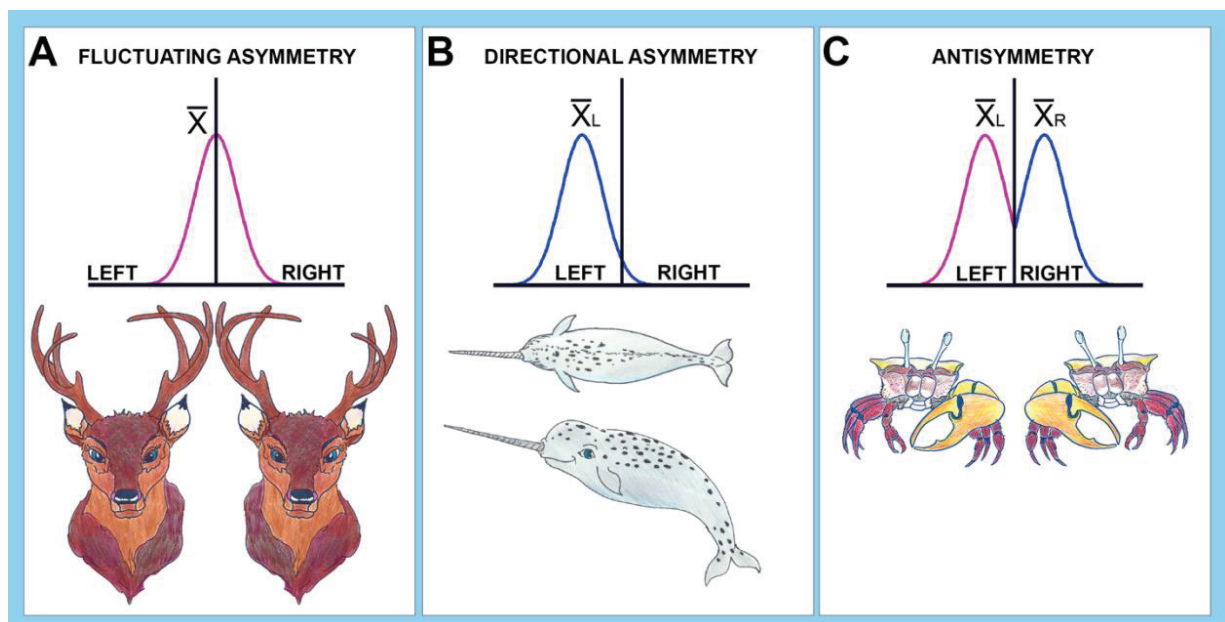 A FLUCTUATING ASYMMETRY
X̅
LEFT RIGHT
B DIRECTIONAL ASYMMETRY
X̅L
LEFT RIGHT
C ANTISYMMETRY
X̅L X̅R
LEFT RIGHT